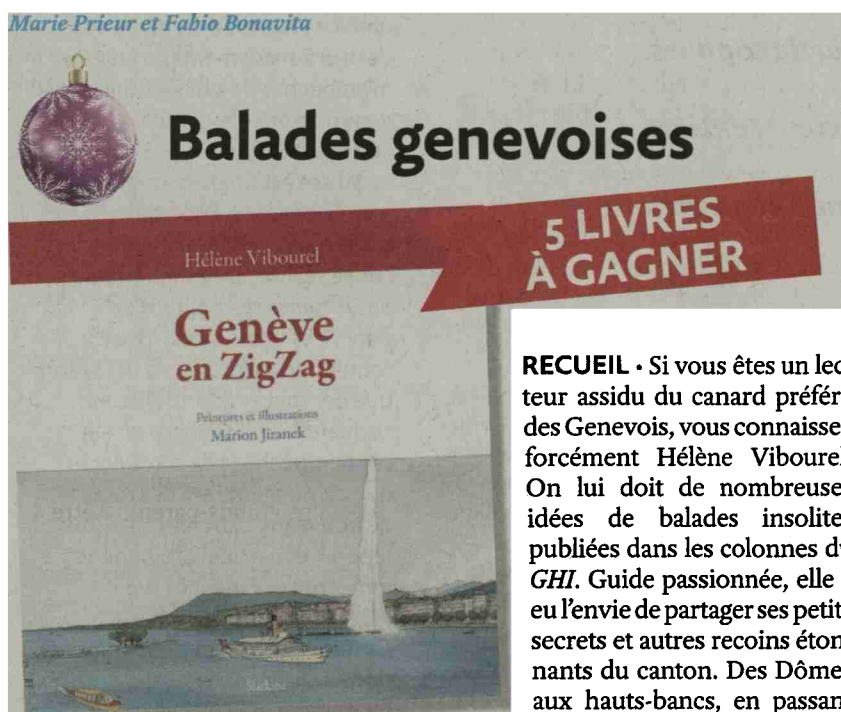 Marie Prieur et Fabio Bonavita
Balades genevoises
5 LIVRES
À GAGNER
Hélène Vibourel
Genève
en ZigZag
Peintures et illustrations
Marion Jiranek
Slatkine
RECUEIL · Si vous êtes un lec
teur assidu du canard préfér
des Genevois, vous connaisse
forcément Hélène Viboure
On lui doit de nombreuse
idées de balades insolite
publiées dans les colonnes d
GHI. Guide passionnée, elle
eu l'envie de partager ses petit
secrets et autres recoins éton
nants du canton. Des Dôme
aux hauts-bancs, en passan